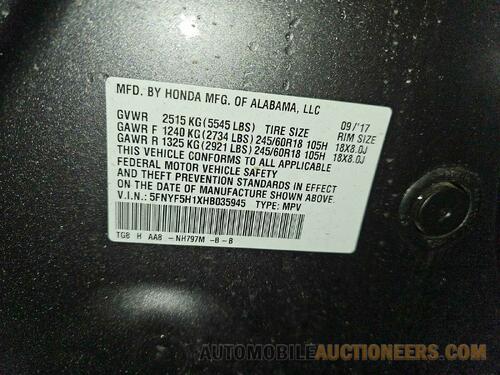 MFD. BY HONDA MFG. OF ALABAMA, LLC
GVWR 2515 KG(5545 LBS) TIRE SIZE 09/'17 RIM SIZE
GAWR F 1240 KG(2734 LBS)245/60R18 105H 18X8.0J
GAWR R 1325 KG(2921 LBS)245/60R18 105H 18X8.0J
THIS VEHICLE CONFORMS TO ALL APPLICABLE
FEDERAL MOTOR VEHICLE SAFETY
AND THEFT PREVENTION STANDARDS IN EFFECT
ON THE DATE OF MANUFACTURE SHOWN ABOVE.
V.I.N.: 5FNYF5H1XHB035945 TYPE: MPV
TG8 H AA8 -NH797M -B -B
AUTOMOBILEAUCTIONEERS.COM